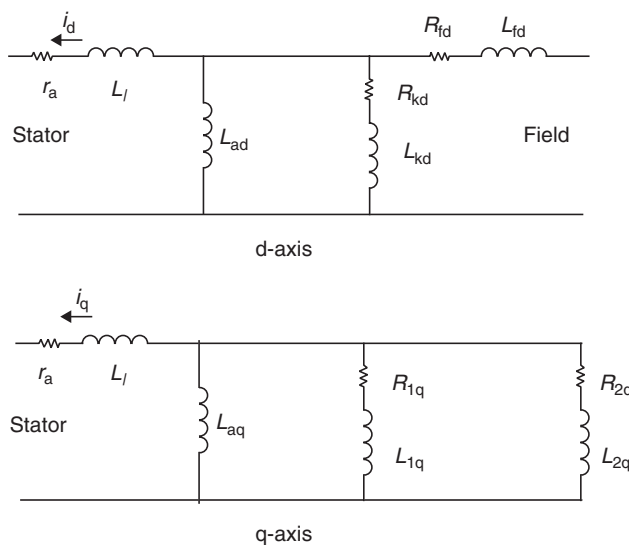 i_d
R_fd
L_fd
r_a
L_l
R_kd
Stator
L_ad
Field
L_kd
d-axis
i_q
r_a
L_l
R_1q
R_2q
Stator
L_aq
L_1q
L_2q
q-axis